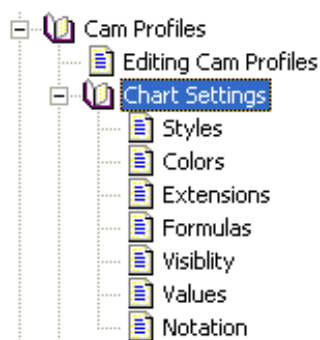 Cam Profiles
Editing Cam Profiles
Chart Settings
Styles
Colors
Extensions
Formulas
Visiblity
Values
Notation